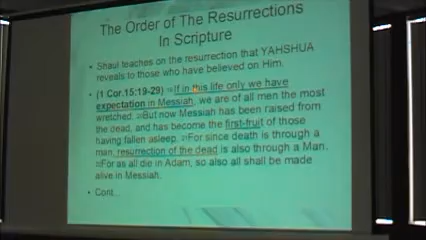 The Order of The Resurrections
In Scripture
• Shaul teaches on the resurrection that YAHSHUA
reveals to those who have believed on Him.
• (1 Cor.15:19-29) 19If in this life only we have
expectation in Messiah, we are of all men the most
wretched. 20But now Messiah has been raised from
the dead, and has become the first-fruit of those
having fallen asleep. 21For since death is through a
man, resurrection of the dead is also through a Man.
22For as all die in Adam, so also all shall be made
alive in Messiah.
• Cont...